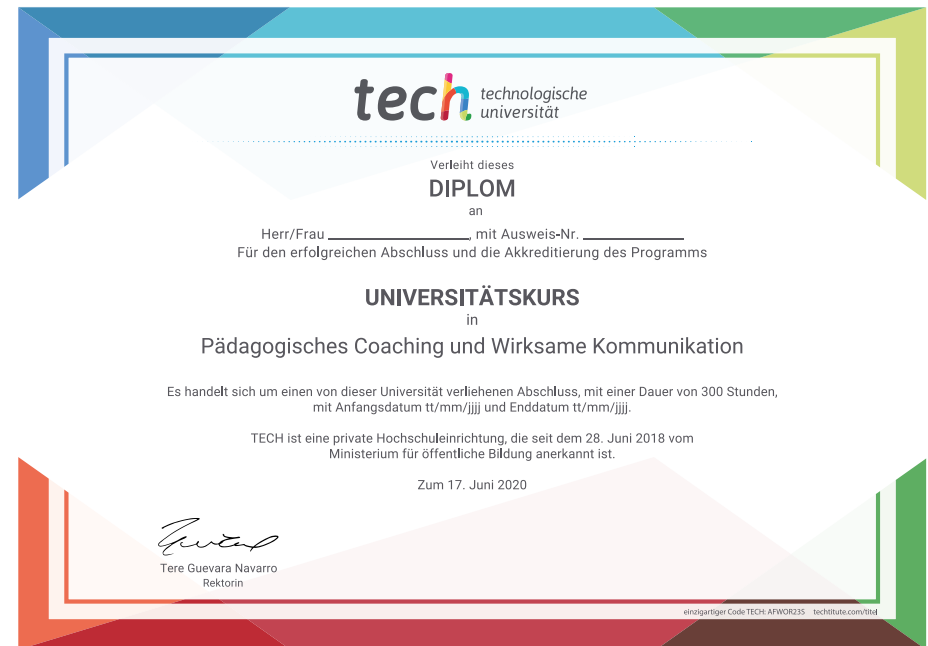 tech technologische
universität
Verleiht dieses
DIPLOM
an
Herr/Frau ____________________, mit Ausweis-Nr. ______________
Für den erfolgreichen Abschluss und die Akkreditierung des Programms
UNIVERSITÄTSKURS
in
Pädagogisches Coaching und Wirksame Kommunikation
Es handelt sich um einen von dieser Universität verliehenen Abschluss, mit einer Dauer von 300 Stunden,
mit Anfangsdatum tt/mm/jjjj und Enddatum tt/mm/jjjj.
TECH ist eine private Hochschuleinrichtung, die seit dem 28. Juni 2018 vom
Ministerium für öffentliche Bildung anerkannt ist.
Zum 17. Juni 2020
Tere Guevara Navarro
Rektorin
einzigartiger Code TECH: AFWOR23S techtitute.com/titel